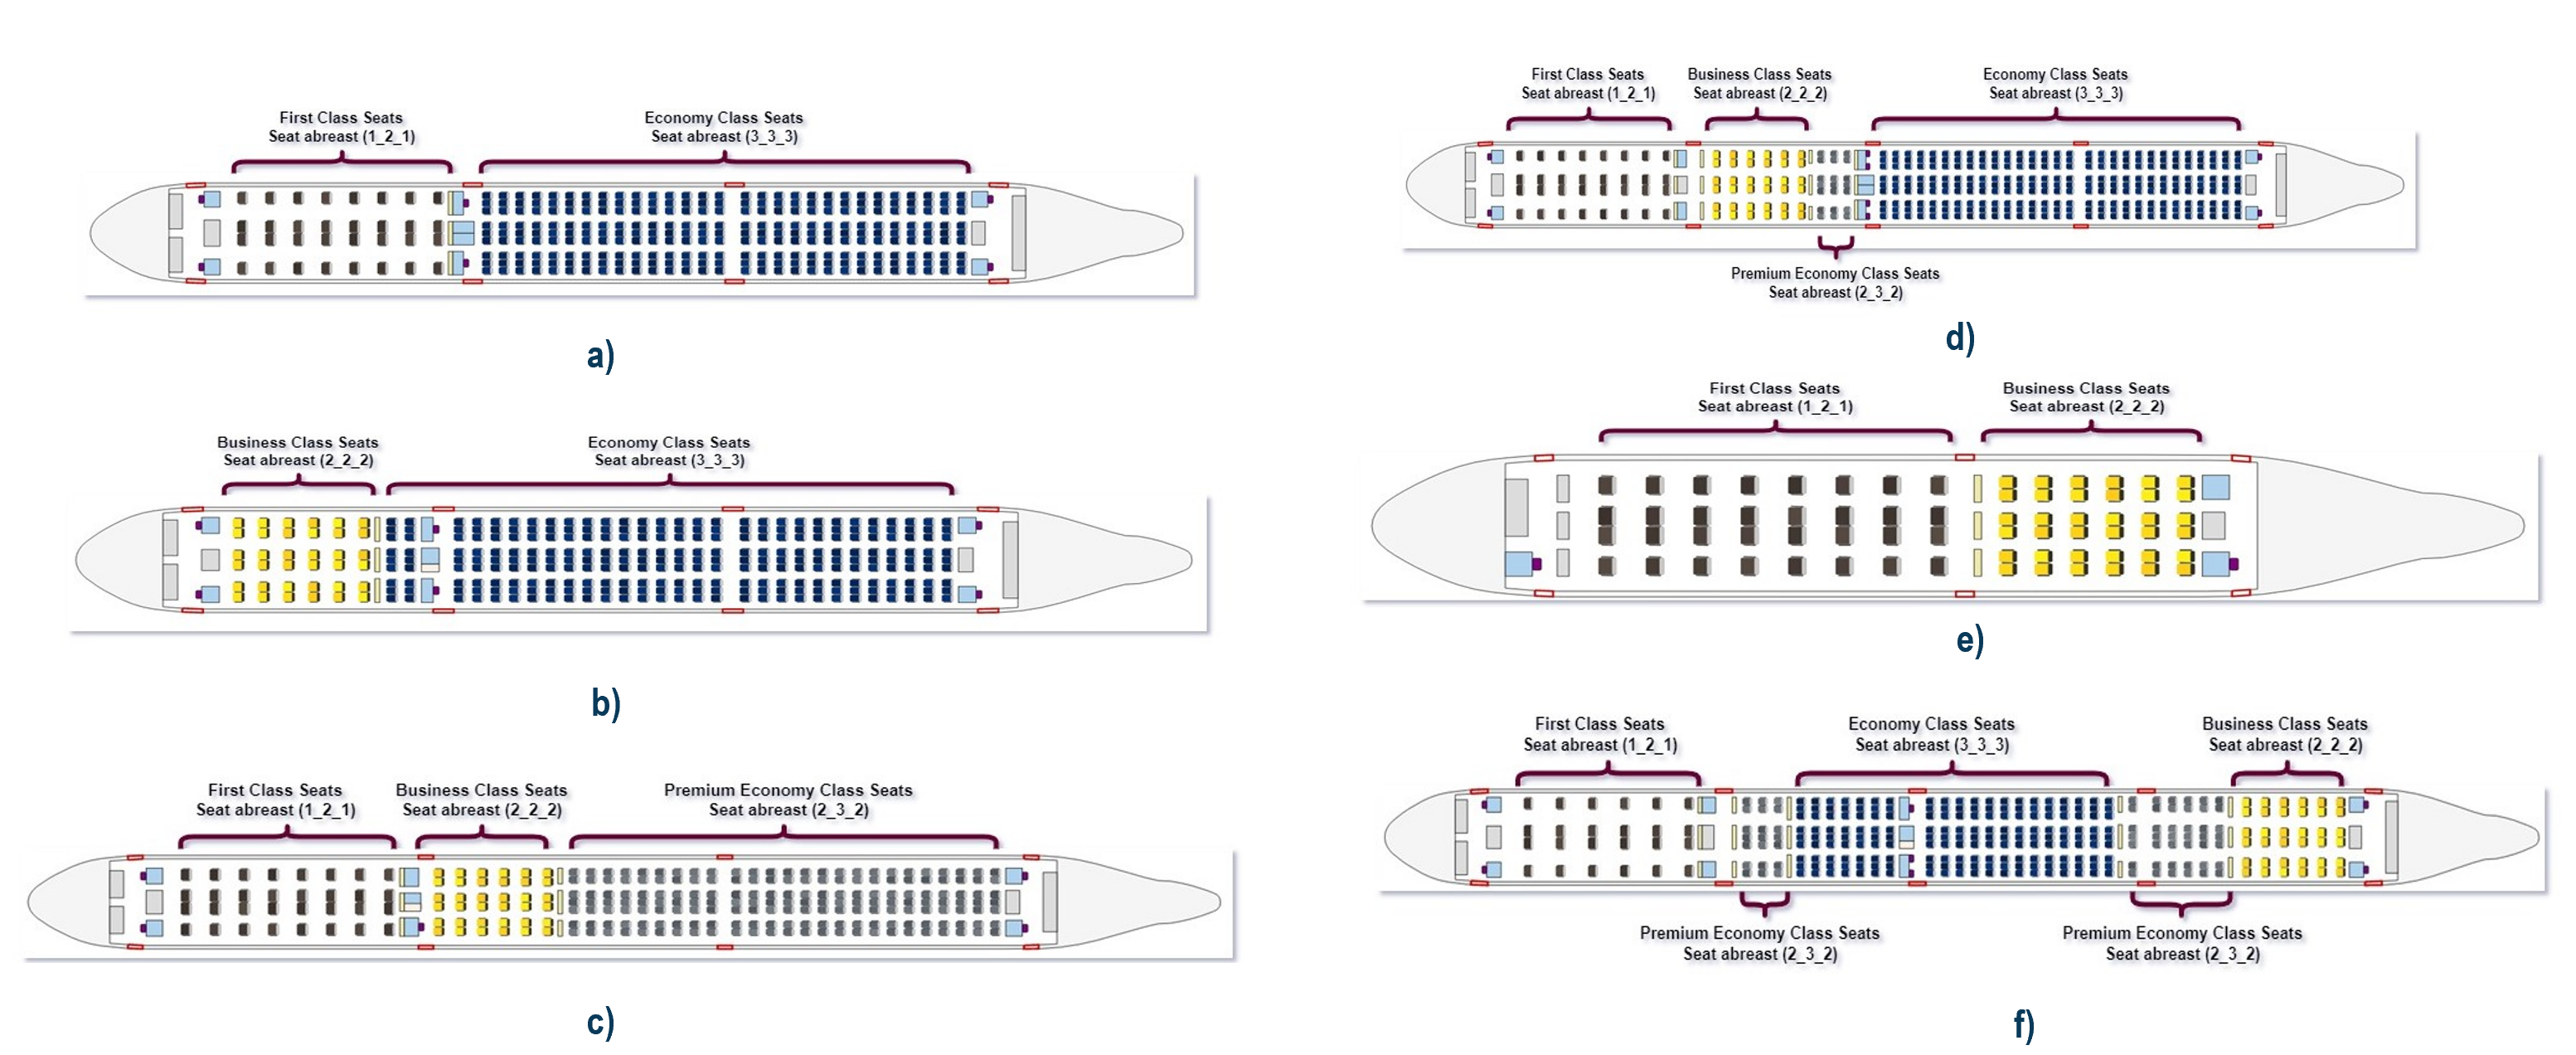 First Class Seats
Seat abreast (1_2_1)
Economy Class Seats
Seat abreast (3_3_3)
a)
Business Class Seats
Seat abreast (2_2_2)
Economy Class Seats
Seat abreast (3_3_3)
b)
First Class Seats
Seat abreast (1_2_1)
Business Class Seats
Seat abreast (2_2_2)
Premium Economy Class Seats
Seat abreast (2_3_2)
c)
First Class Seats
Seat abreast (1_2_1)
Business Class Seats
Seat abreast (2_2_2)
Economy Class Seats
Seat abreast (3_3_3)
Premium Economy Class Seats
Seat abreast (2_3_2)
d)
First Class Seats
Seat abreast (1_2_1)
Business Class Seats
Seat abreast (2_2_2)
e)
First Class Seats
Seat abreast (1_2_1)
Economy Class Seats
Seat abreast (3_3_3)
Business Class Seats
Seat abreast (2_2_2)
Premium Economy Class Seats
Seat abreast (2_3_2)
Premium Economy Class Seats
Seat abreast (2_3_2)
f)